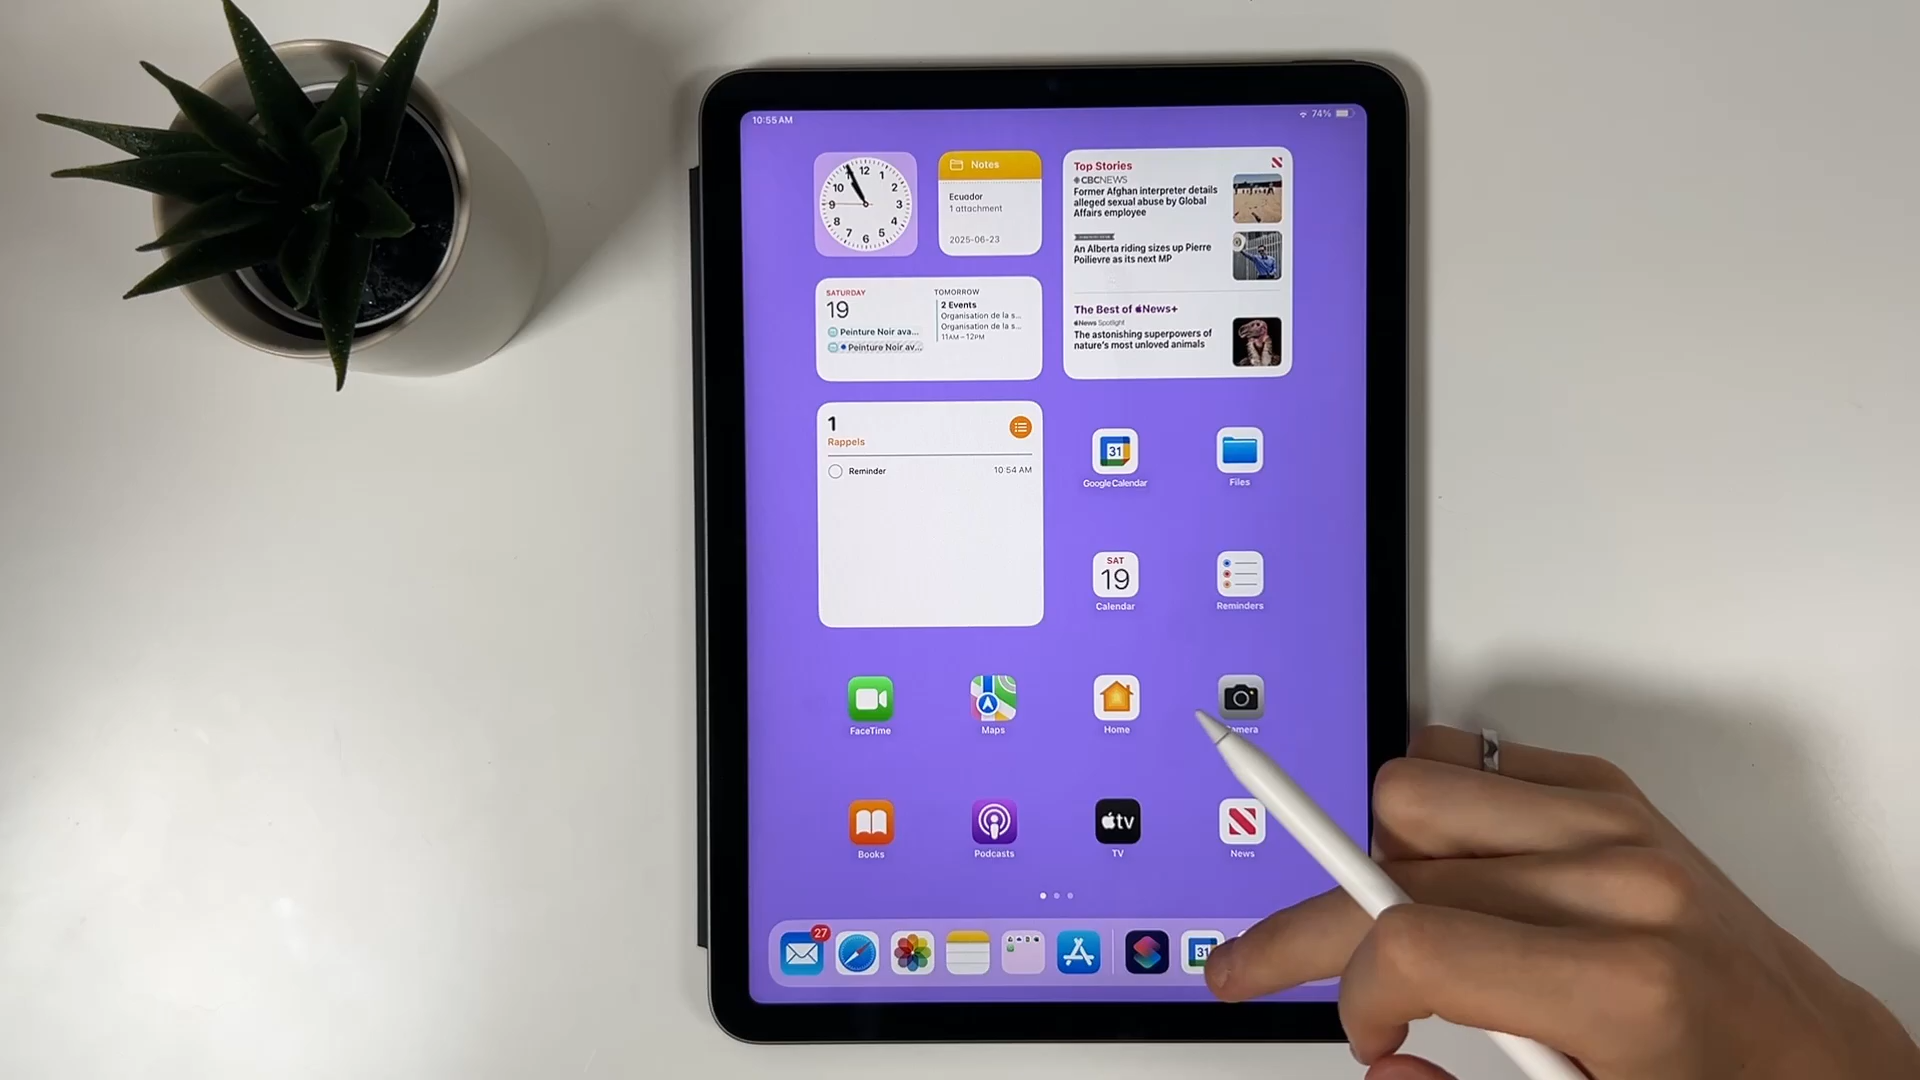 10:55 AM
74%
12
1
2
3
4
5
6
7
8
9
10
11
Notes
Ecuador
1 attachment
2025-06-23
Top Stories
CBCNEWS
Former Afghan interpreter details
alleged sexual abuse by Global
Affairs employee
An Alberta riding sizes up Pierre
Poilievre as its next MP
The Best of News+
News Spotlight
The astonishing superpowers of
nature's most unloved animals
SATURDAY
19
Peinture Noir ava...
Peinture Noir av...
TOMORROW
2 Events
Organisation de la s...
Organisation de la s...
11AM–12PM
1
Rappels
Reminder
10 54 AM
31
Google Calendar
Files
SAT
19
Calendar
Reminders
FaceTime
Maps
Home
mera
Books
Podcasts
tv
TV
News
27
31